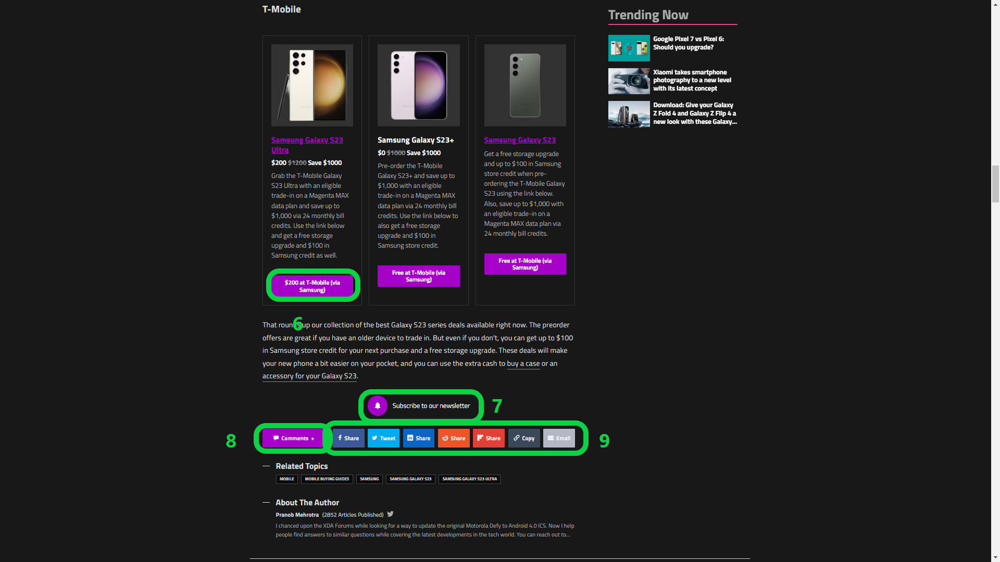 T-Mobile
Samsung Galaxy S23
Ultra
$200 $1200 Save $1000
Grab the T-Mobile Galaxy
S23 Ultra with an eligible
trade-in on a Magenta MAX
data plan and save up to
$1,000 via 24 monthly bill
credits. Use the link below
and get a free storage
upgrade and $100 in
Samsung credit as well.
$200 at T-Mobile (via
Samsung)
Samsung Galaxy S23+
$0 $1000 Save $1000
Pre-order the T-Mobile
Galaxy S23+ and save up to
$1,000 with an eligible
trade-in on a Magenta MAX
data plan via 24 monthly bill
credits. Use the link below to
also get a free storage
upgrade and $100 in
Samsung store credit.
Free at T-Mobile (via
Samsung)
Samsung Galaxy S23
Get a free storage upgrade
and up to $100 in Samsung
store credit when pre-
ordering the T-Mobile Galaxy
S23 using the link below.
Also, save up to $1,000 with
an eligible trade-in on a
Magenta MAX data plan via
24 monthly bill credits.
Free at T-Mobile (via
Samsung)
6
That rounds up our collection of the best Galaxy S23 series deals available right now. The preorder
offers are great if you have an older device to trade in. But even if you don't, you can get up to $100
in Samsung store credit for your next purchase and a free storage upgrade. These deals will make
your new phone a bit easier on your pocket, and you can use the extra cash to buy a case or an
accessory for your Galaxy S23.
Subscribe to our newsletter
7
8
Comments +
Share
Tweet
Share
Share
Share
Copy
Email
9
Related Topics
MOBILE
MOBILE BUYING GUIDES
SAMSUNG
SAMSUNG GALAXY S23
SAMSUNG GALAXY S23 ULTRA
About The Author
Pranob Mehrotra (2852 Articles Published)
I chanced upon the XDA Forums while looking for a way to update the original Motorola Defy to Android 4.0 ICS. Now I help
people find answers to similar questions while covering the latest developments in the tech world. You can reach out to...
Trending Now
Google Pixel 7 vs Pixel 6:
Should you upgrade?
Xiaomi takes smartphone
photography to a new level
with its latest concept
Download: Give your Galaxy
Z Fold 4 and Galaxy Z Flip 4 a
new look with these Galaxy...